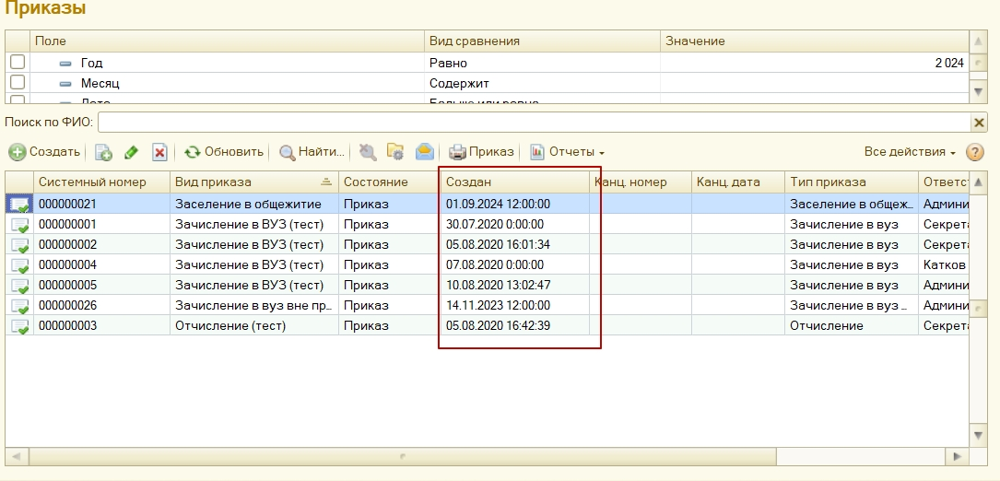 Приказы
Поле Вид сравнения Значение
Год Равно 2 024
Месяц Содержит
Дата Больше или равно
Поиск по ФИО:
Создать Обновить Найти... Приказ Отчеты Все действия
Системный номер Вид приказа Состояние Создан Канц. номер Канц. дата Тип приказа Ответст
000000021 Заселение в общежитие Приказ 01.09.2024 12:00:00 Заселение в общеж... Админи
000000001 Зачисление в ВУЗ (тест) Приказ 30.07.2020 0:00:00 Зачисление в вуз Секрета
000000002 Зачисление в ВУЗ (тест) Приказ 05.08.2020 16:01:34 Зачисление в вуз Секрета
000000004 Зачисление в ВУЗ (тест) Приказ 07.08.2020 0:00:00 Зачисление в вуз Катков
000000005 Зачисление в ВУЗ (тест) Приказ 10.08.2020 13:02:47 Зачисление в вуз Админи
000000026 Зачисление в вуз вне пр... Приказ 14.11.2023 12:00:00 Зачисление в вуз ... Админи
000000003 Отчисление (тест) Приказ 05.08.2020 16:42:39 Отчисление Секрета